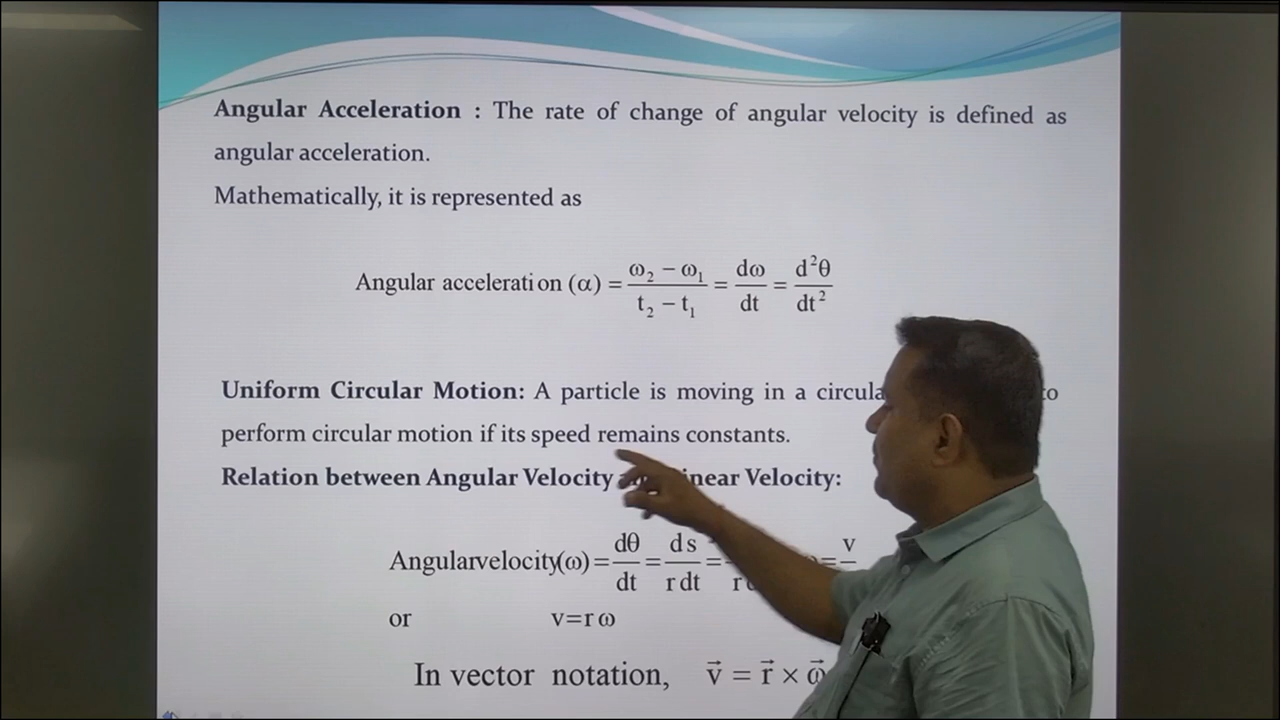 Angular Acceleration : The rate of change of angular velocity is defined as
angular acceleration.
Mathematically, it is represented as
Angular acceleration (α) = ω₂ − ω₁ / t₂ − t₁ = dω / dt = d²θ / dt²
Uniform Circular Motion: A particle is moving in a
perform circular motion if its speed remains constants.
Relation between Angular Velocity Velocity:
Angularvelocity(ω) = dθ / dt = ds / r dt = = v
or v=rω
In vector notation, v⃗ = r⃗ × ω⃗